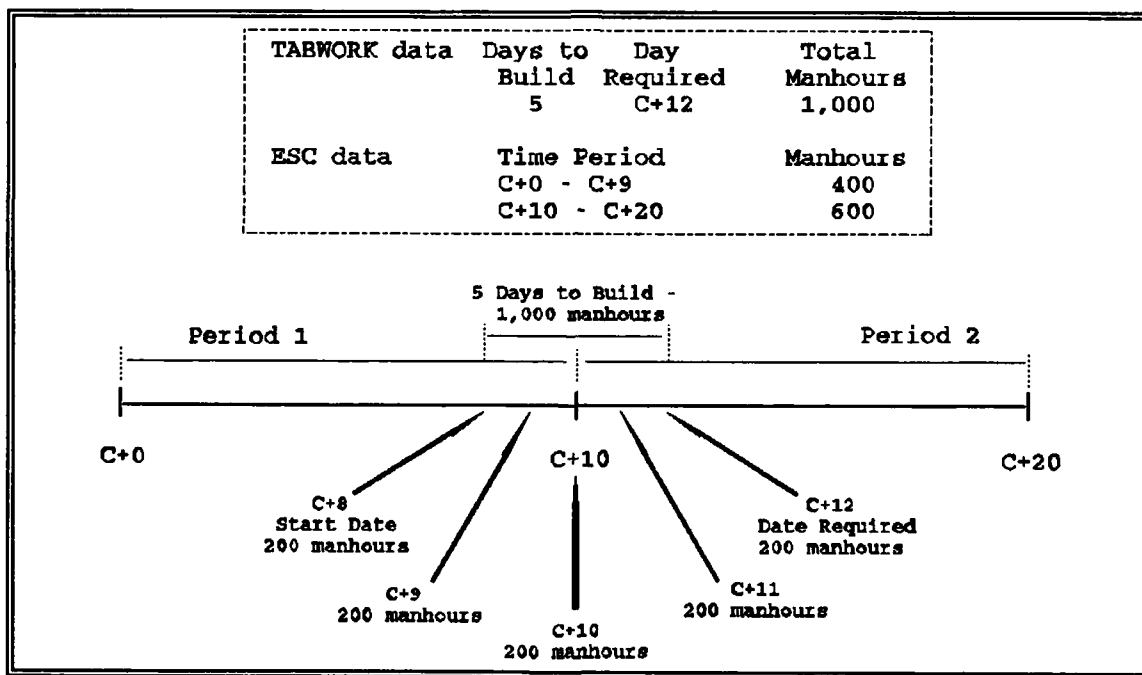 TABWORK data Days to Day Total
Build Required Manhours
5 C+12 1,000
ESC data Time Period Manhours
C+0 - C+9 400
C+10 - C+20 600
5 Days to Build -
1,000 manhours
Period 1 Period 2
C+0 C+10 C+20
C+8
Start Date
200 manhours
C+12
Date Required
200 manhours
C+9
200 manhours
C+11
200 manhours
C+10
200 manhours